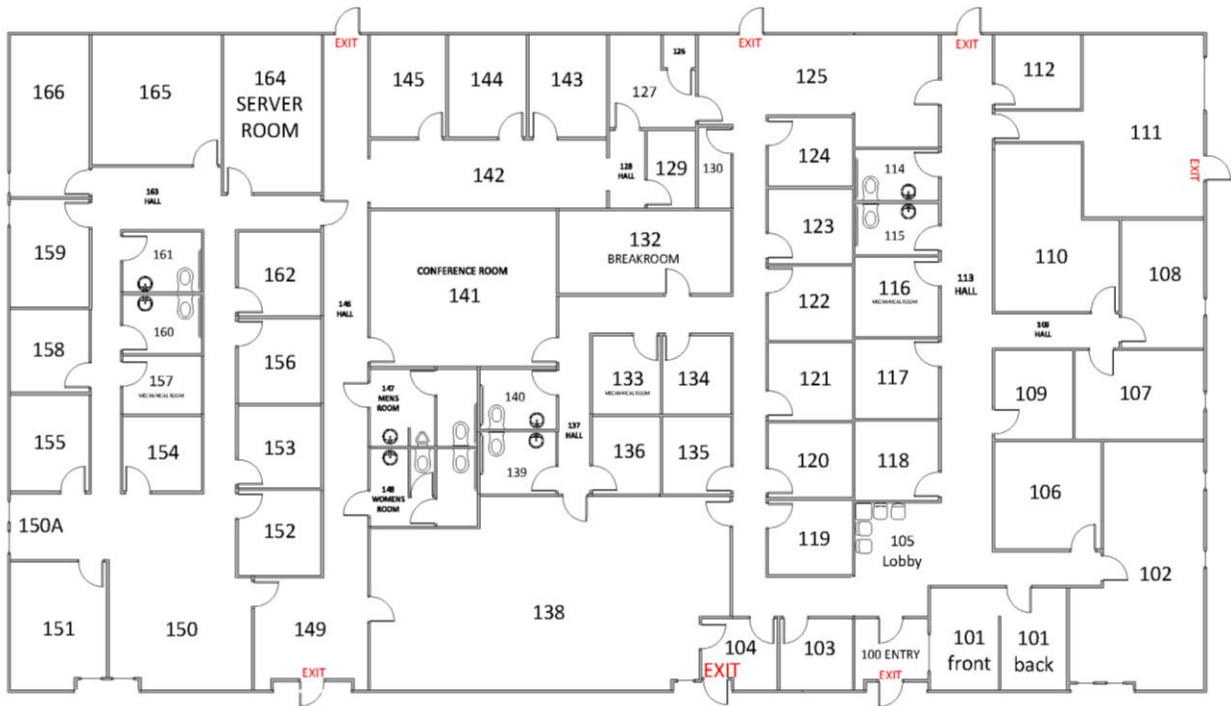 EXIT
EXIT
EXIT
166
165
164
SERVER
ROOM
145
144
143
127
126
125
112
111
EXIT
163
HALL
142
128
HALL
129
130
124
114
115
159
161
160
162
146
HALL
CONFERENCE ROOM
141
132
BREAKROOM
123
122
116
MECHANICAL ROOM
113
HALL
110
108
158
157
MECHANICAL ROOM
156
147
MENS
ROOM
140
133
MECHANICAL ROOM
134
121
117
109
HALL
109
107
155
154
153
148
WOMENS
ROOM
139
137
HALL
136
135
120
118
106
150A
152
119
105
Lobby
102
151
150
149
EXIT
138
104
EXIT
103
100 ENTRY
EXIT
101
front
101
back